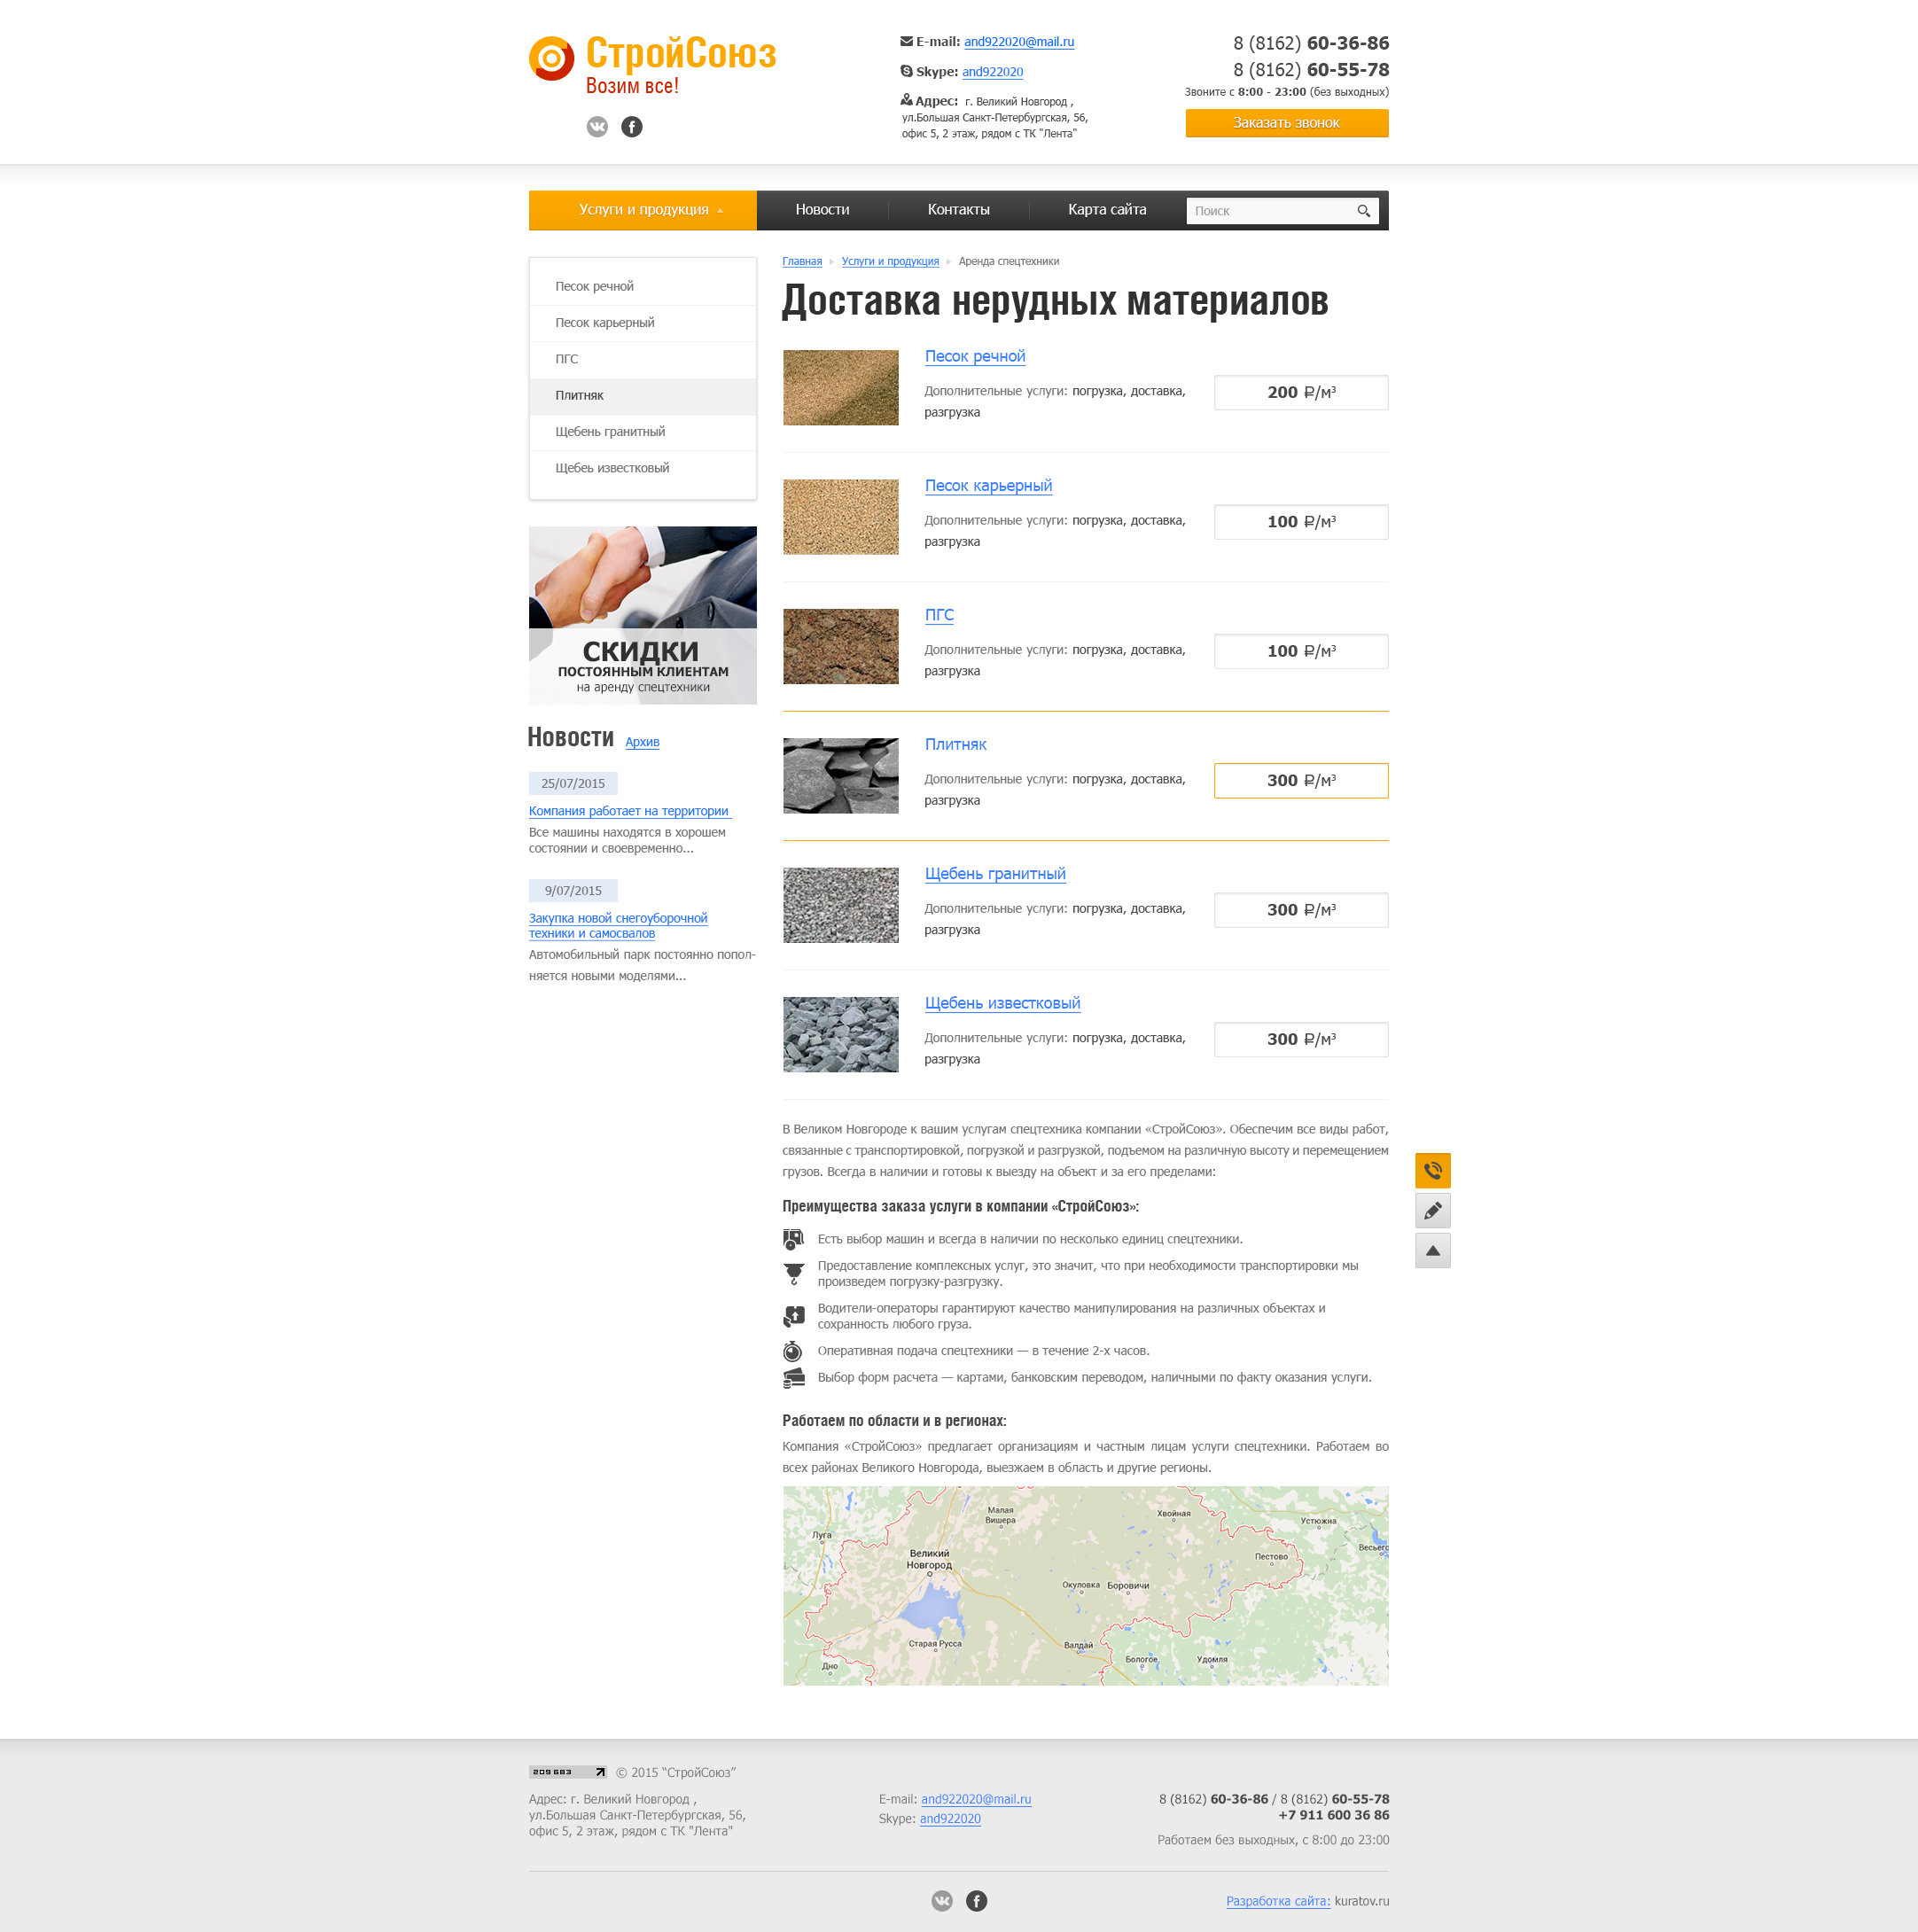 СтройСоюз
Возим все!
E-mail: and922020@mail.ru
Skype: and922020
Адрес: г. Великий Новгород ,
ул.Большая Санкт-Петербургская, 56,
офис 5, 2 этаж, рядом с ТК "Лента"
8 (8162) 60-36-86
8 (8162) 60-55-78
Звоните с 8:00 - 23:00 (без выходных)
Заказать звонок
Услуги и продукция
Новости
Контакты
Карта сайта
Поиск
Песок речной
Песок карьерный
ПГС
Плитняк
Щебень гранитный
Щебеь известковый
СКИДКИ
ПОСТОЯННЫМ КЛИЕНТАМ
на аренду спецтехники
Новости Архив
25/07/2015
Компания работает на территории
Все машины находятся в хорошем
состоянии и своевременно...
9/07/2015
Закупка новой снегоуборочной
техники и самосвалов
Автомобильный парк постоянно попол-
няется новыми моделями...
Главная Услуги и продукция Аренда спецтехники
Доставка нерудных материалов
Песок речной
Дополнительные услуги: погрузка, доставка,
разгрузка
200 ₽/м³
Песок карьерный
Дополнительные услуги: погрузка, доставка,
разгрузка
100 ₽/м³
ПГС
Дополнительные услуги: погрузка, доставка,
разгрузка
100 ₽/м³
Плитняк
Дополнительные услуги: погрузка, доставка,
разгрузка
300 ₽/м³
Щебень гранитный
Дополнительные услуги: погрузка, доставка,
разгрузка
300 ₽/м³
Щебень известковый
Дополнительные услуги: погрузка, доставка,
разгрузка
300 ₽/м³
В Великом Новгороде к вашим услугам спецтехника компании «СтройСоюз». Обеспечим все виды работ,
связанные с транспортировкой, погрузкой и разгрузкой, подъемом на различную высоту и перемещением
грузов. Всегда в наличии и готовы к выезду на объект и за его пределами:
Преимущества заказа услуги в компании «СтройСоюз»:
Есть выбор машин и всегда в наличии по несколько единиц спецтехники.
Предоставление комплексных услуг, это значит, что при необходимости транспортировки мы
произведем погрузку-разгрузку.
Водители-операторы гарантируют качество манипулирования на различных объектах и
сохранность любого груза.
Оперативная подача спецтехники — в течение 2-х часов.
Выбор форм расчета — картами, банковским переводом, наличными по факту оказания услуги.
Работаем по области и в регионах:
Компания «СтройСоюз» предлагает организациям и частным лицам услуги спецтехники. Работаем во
всех районах Великого Новгорода, выезжаем в область и другие регионы.
Малая
Вишера
Хвойная
Устюжна
Луга
Великий
Новгород
Весьего
Пестово
Окуловка
Боровичи
Старая Русса
Валдай
Бологое
Удомля
Дно
209 683
© 2015 “СтройСоюз”
Адрес: г. Великий Новгород ,
ул.Большая Санкт-Петербургская, 56,
офис 5, 2 этаж, рядом с ТК "Лента"
E-mail: and922020@mail.ru
Skype: and922020
8 (8162) 60-36-86 / 8 (8162) 60-55-78
+7 911 600 36 86
Работаем без выходных, с 8:00 до 23:00
Разработка сайта: kuratov.ru